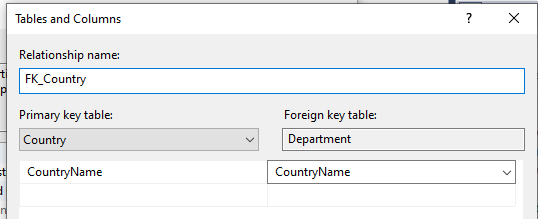 Tables and Columns
Relationship name:
FK_Country
Primary key table:
Foreign key table:
Country
Department
CountryName
CountryName